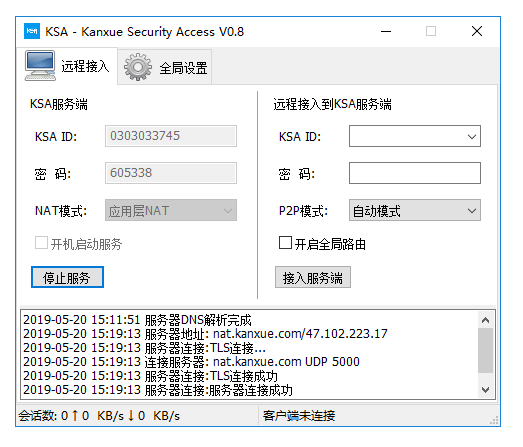 KSA - Kanxue Security Access V0.8
远程接入
全局设置
KSA服务端
KSA ID:
0303033745
密 码:
605338
NAT模式:
应用层NAT
开机启动服务
停止服务
远程接入到KSA服务端
KSA ID:
密 码:
P2P模式:
自动模式
开启全局路由
接入服务端
2019-05-20 15:11:51 服务器DNS解析完成
2019-05-20 15:19:13 服务器地址: nat.kanxue.com/47.102.223.17
2019-05-20 15:19:13 服务器连接:TLS连接...
2019-05-20 15:19:13 连接服务器: nat.kanxue.com UDP 5000
2019-05-20 15:19:13 服务器连接:TLS连接成功
2019-05-20 15:19:13 服务器连接:服务器连接成功
会话数: 0↑0 KB/s↓0 KB/s
客户端未连接